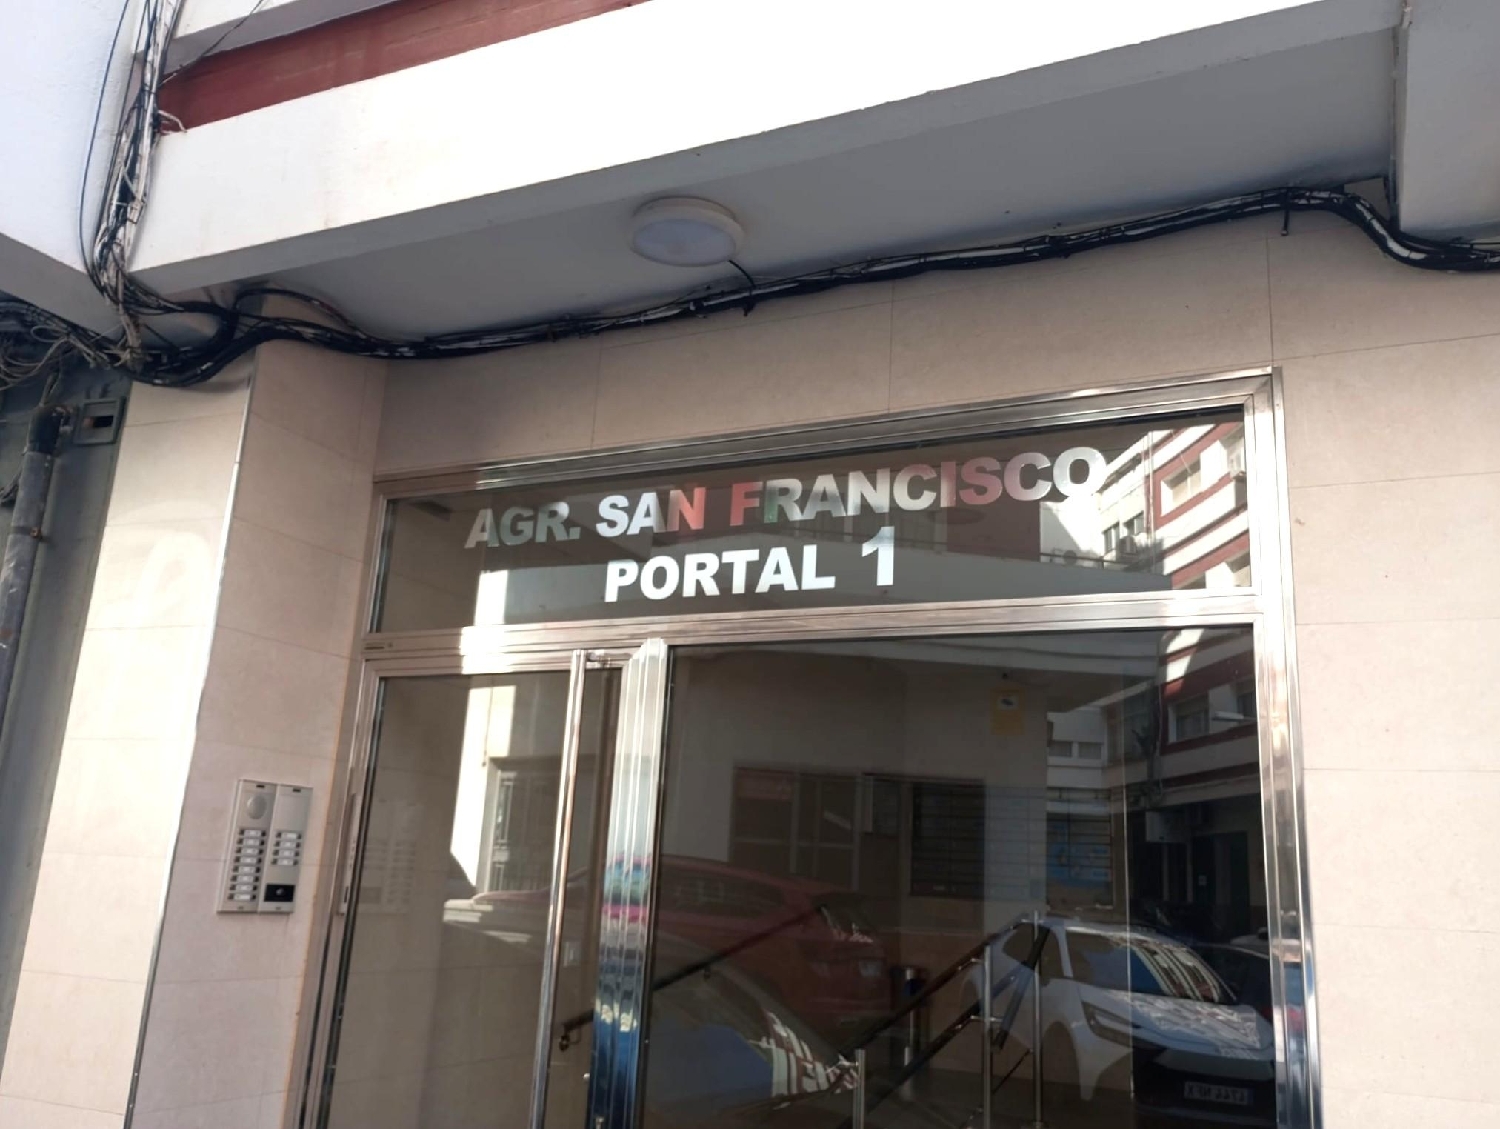 AGR. SAN FRANCISCO
PORTAL 1